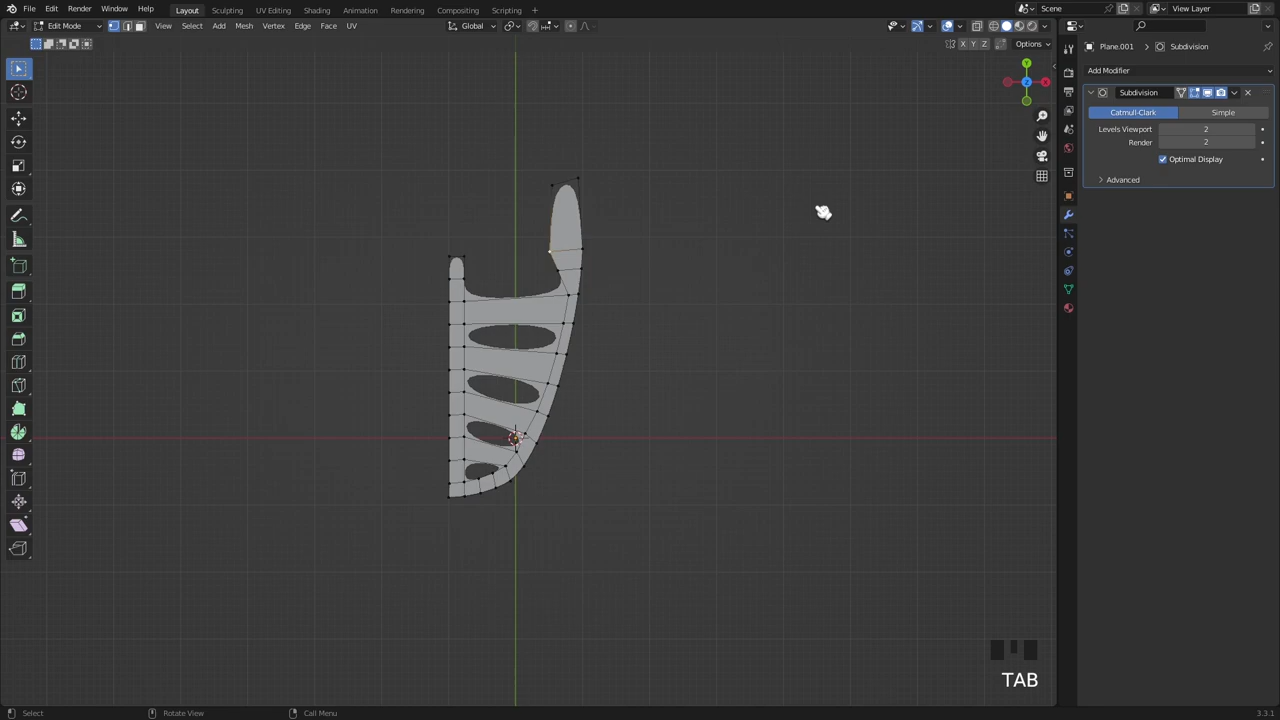 File Edit Render Window Help Layout Sculpting UV Editing Shading Animation Rendering Compositing Scripting Scene View Layer
Edit Mode View Select Add Mesh Vertex Edge Face UV Global
X Y Z Options
Plane.001 Subdivision
Add Modifier
Subdivision
Catmull-Clark Simple
Levels Viewport 2
Render 2
Optimal Display
Advanced
Y
X
Z
TAB
Select Rotate View Call Menu 3.3.1